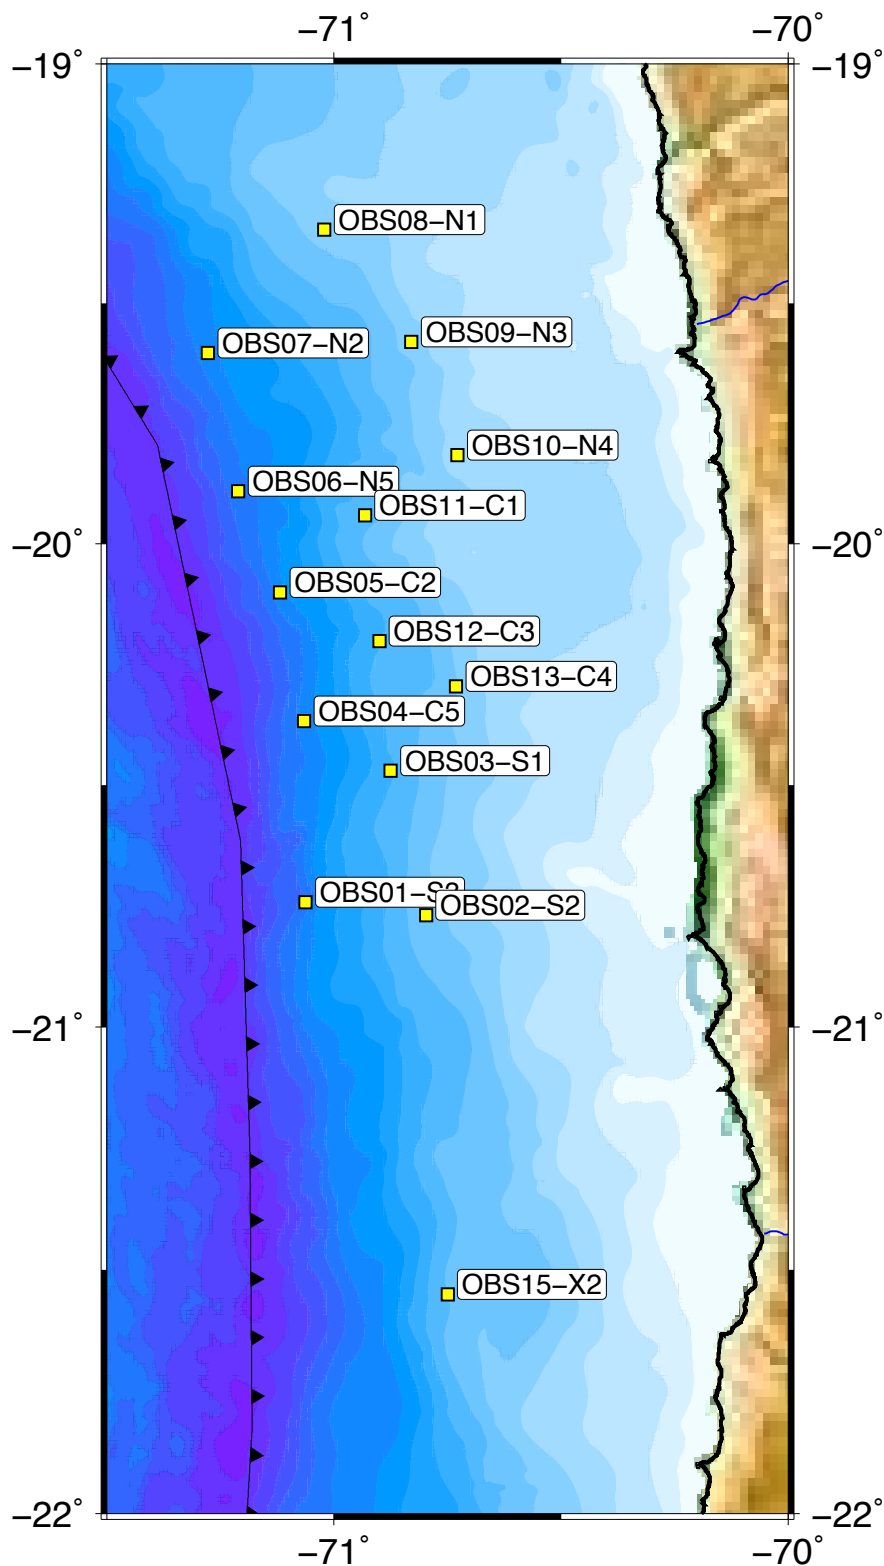 −71˚ −70˚
−19˚ −19˚
OBS08−N1
OBS07−N2 OBS09−N3
OBS10−N4
OBS06−N5
OBS11−C1
−20˚ −20˚
OBS05−C2
OBS12−C3
OBS13−C4
OBS04−C5
OBS03−S1
OBS02−S2
−21˚ −21˚
OBS15−X2
−22˚ −22˚
−71˚ −70˚